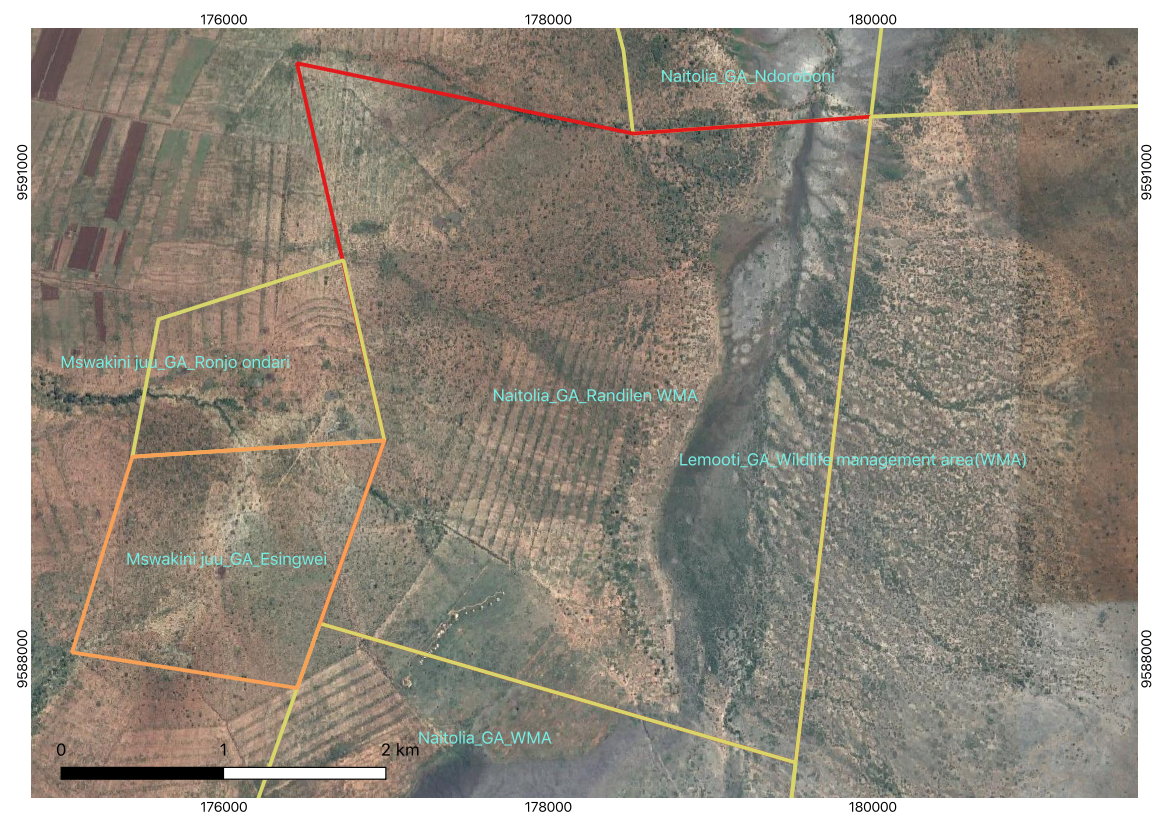 176000 178000 180000
Naitolia_GA_Ndoroboni
9591000 9591000
Mswakini juu_GA_Ronjo ondari
Naitolia_GA_Randilen WMA
Lemooti_GA_Wildlife management area(WMA)
Mswakini juu_GA_Esingwei
9588000 9588000
Naitolia_GA_WMA
0 1 2 km
176000 178000 180000